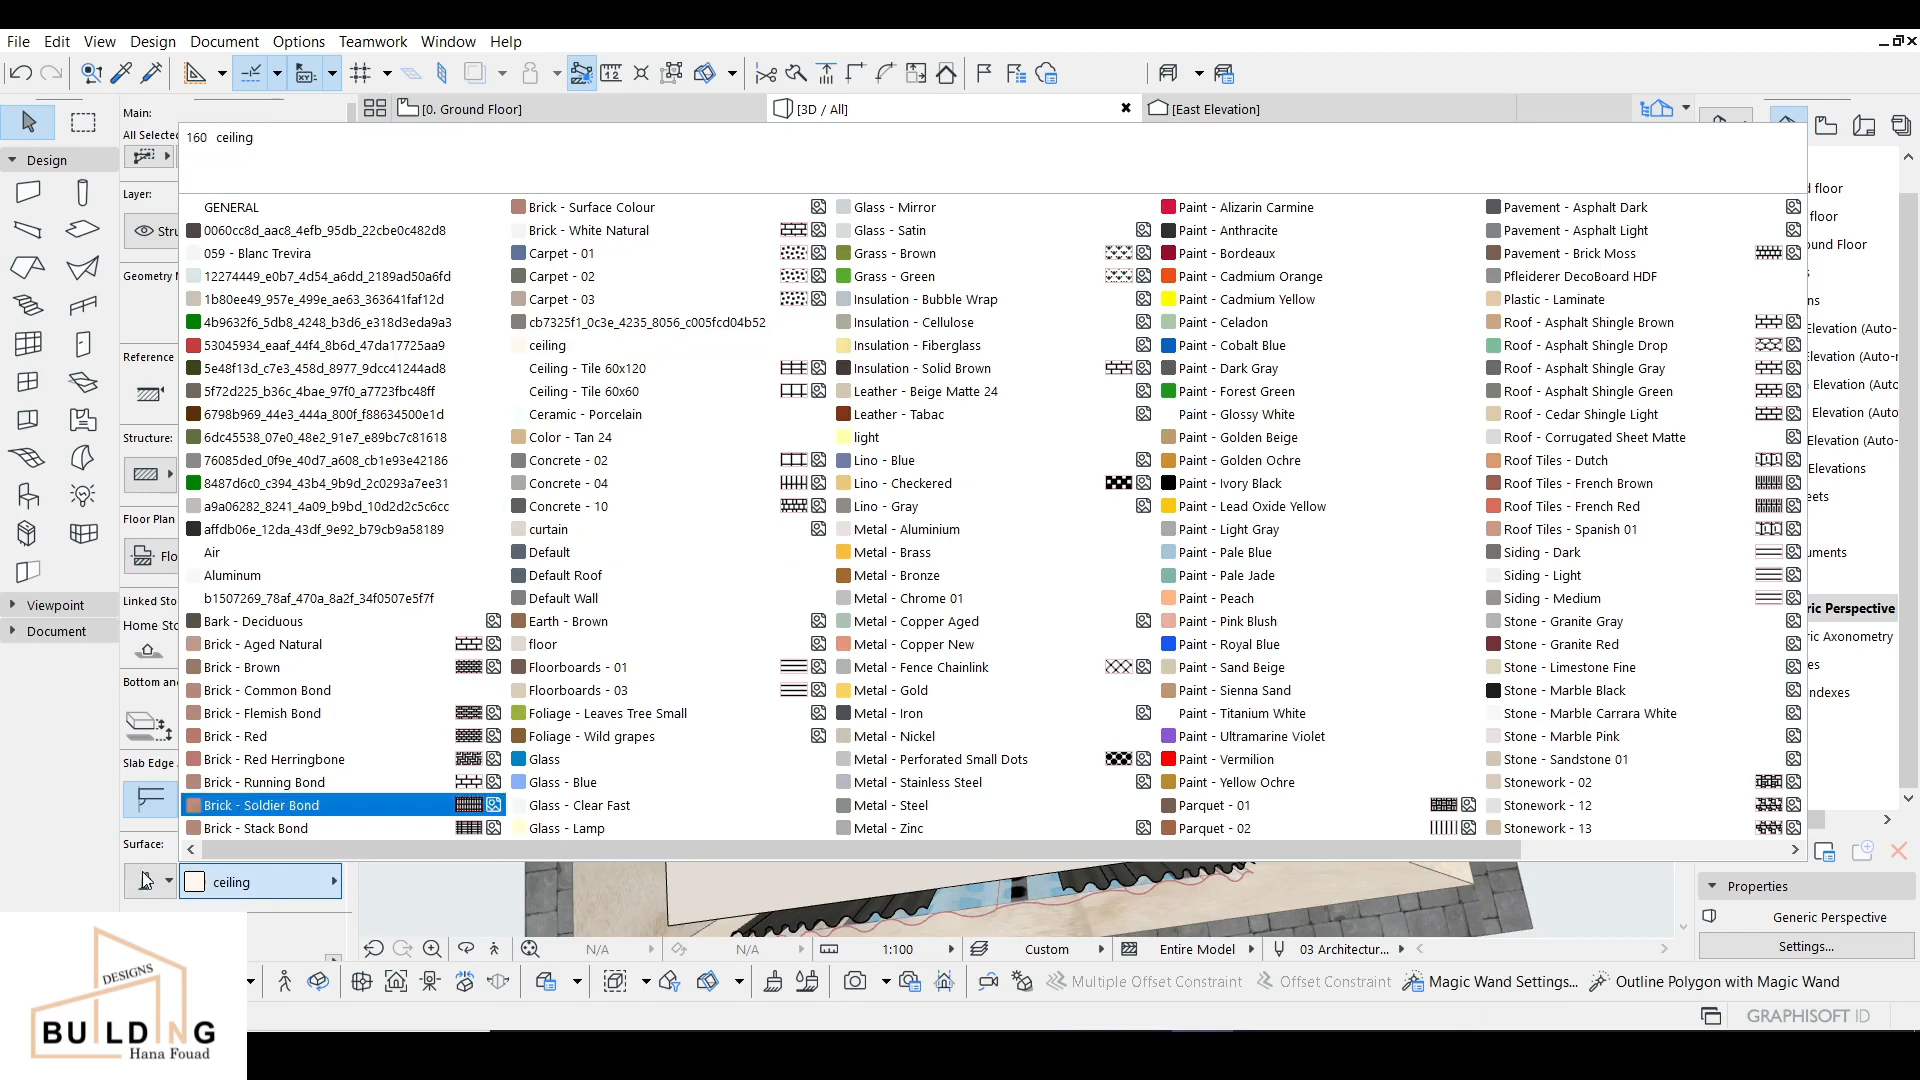 File Edit View Design Document Options Teamwork Window Help
[0. Ground Floor]
[3D / All]
[East Elevation]
Main:
All Selected
Design
160 ceiling
Layer:
Geometry
Reference
Structure:
Floor Plan
Flo
Linked Sto
Home Sto
Viewpoint
Document
Bottom an
Slab Edge
Surface:
ceiling
GENERAL
0060cc8d_aac8_4efb_95db_22cbe0c482d8
059 - Blanc Trevira
12274449_e0b7_4d54_a6dd_2189ad50a6fd
1b80ee49_957e_499e_ae63_363641faf12d
4b9632f6_5db8_4248_b3d6_e318d3eda9a3
53045934_eaaf_44f4_8b6d_47da17725aa9
5e48f13d_c7e3_458d_8977_9dcc41244ad8
5f72d225_b36c_4bae_97f0_a7723fbc48ff
6798b969_44e3_444a_800f_f88634500e1d
6dc45538_07e0_48e2_91e7_e89bc7c81618
76085ded_0f9e_40d7_a608_cb1e93e42186
8487d6c0_c394_43b4_9b9d_2c0293a7ee31
a9a06282_8241_4a09_b9bd_10d2d2c5c6cc
affdb06e_12da_43df_9e92_b79cb9a58189
Air
Aluminum
b1507269_78af_470a_8a2f_34f0507e5f7f
Bark - Deciduous
Brick - Aged Natural
Brick - Brown
Brick - Common Bond
Brick - Flemish Bond
Brick - Red
Brick - Red Herringbone
Brick - Running Bond
Brick - Soldier Bond
Brick - Stack Bond
Brick - Surface Colour
Brick - White Natural
Carpet - 01
Carpet - 02
Carpet - 03
cb7325f1_0c3e_4235_8056_c005fcd04b52
ceiling
Ceiling - Tile 60x120
Ceiling - Tile 60x60
Ceramic - Porcelain
Color - Tan 24
Concrete - 02
Concrete - 04
Concrete - 10
curtain
Default
Default Roof
Default Wall
Earth - Brown
floor
Floorboards - 01
Floorboards - 03
Foliage - Leaves Tree Small
Foliage - Wild grapes
Glass
Glass - Blue
Glass - Clear Fast
Glass - Lamp
Glass - Mirror
Glass - Satin
Grass - Brown
Grass - Green
Insulation - Bubble Wrap
Insulation - Cellulose
Insulation - Fiberglass
Insulation - Solid Brown
Leather - Beige Matte 24
Leather - Tabac
light
Lino - Blue
Lino - Checkered
Lino - Gray
Metal - Aluminium
Metal - Brass
Metal - Bronze
Metal - Chrome 01
Metal - Copper Aged
Metal - Copper New
Metal - Fence Chainlink
Metal - Gold
Metal - Iron
Metal - Nickel
Metal - Perforated Small Dots
Metal - Stainless Steel
Metal - Steel
Metal - Zinc
Paint - Alizarin Carmine
Paint - Anthracite
Paint - Bordeaux
Paint - Cadmium Orange
Paint - Cadmium Yellow
Paint - Celadon
Paint - Cobalt Blue
Paint - Dark Gray
Paint - Forest Green
Paint - Glossy White
Paint - Golden Beige
Paint - Golden Ochre
Paint - Ivory Black
Paint - Lead Oxide Yellow
Paint - Light Gray
Paint - Pale Blue
Paint - Pale Jade
Paint - Peach
Paint - Pink Blush
Paint - Royal Blue
Paint - Sand Beige
Paint - Sienna Sand
Paint - Titanium White
Paint - Ultramarine Violet
Paint - Vermilion
Paint - Yellow Ochre
Parquet - 01
Parquet - 02
Pavement - Asphalt Dark
Pavement - Asphalt Light
Pavement - Brick Moss
Pfleiderer DecoBoard HDF
Plastic - Laminate
Roof - Asphalt Shingle Brown
Roof - Asphalt Shingle Drop
Roof - Asphalt Shingle Gray
Roof - Asphalt Shingle Green
Roof - Cedar Shingle Light
Roof - Corrugated Sheet Matte
Roof Tiles - Dutch
Roof Tiles - French Brown
Roof Tiles - French Red
Roof Tiles - Spanish 01
Siding - Dark
Siding - Light
Siding - Medium
Stone - Granite Gray
Stone - Granite Red
Stone - Limestone Fine
Stone - Marble Black
Stone - Marble Carrara White
Stone - Marble Pink
Stone - Sandstone 01
Stonework - 02
Stonework - 12
Stonework - 13
d floor
floor
ound Floor
Elevation (Auto-
Elevation (Auto-r
Elevation (Auto
Elevation (Auto
Elevation (Auto-
Elevations
eets
uments
ric Perspective
ric Axonometry
es
ndexes
Properties
Generic Perspective
Settings...
N/A N/A 1:100 Custom Entire Model 03 Architectur...
Multiple Offset Constraint Offset Constraint Magic Wand Settings... Outline Polygon with Magic Wand
GRAPHISOFT ID
DESIGNS
BUILDING
Hana Fouad